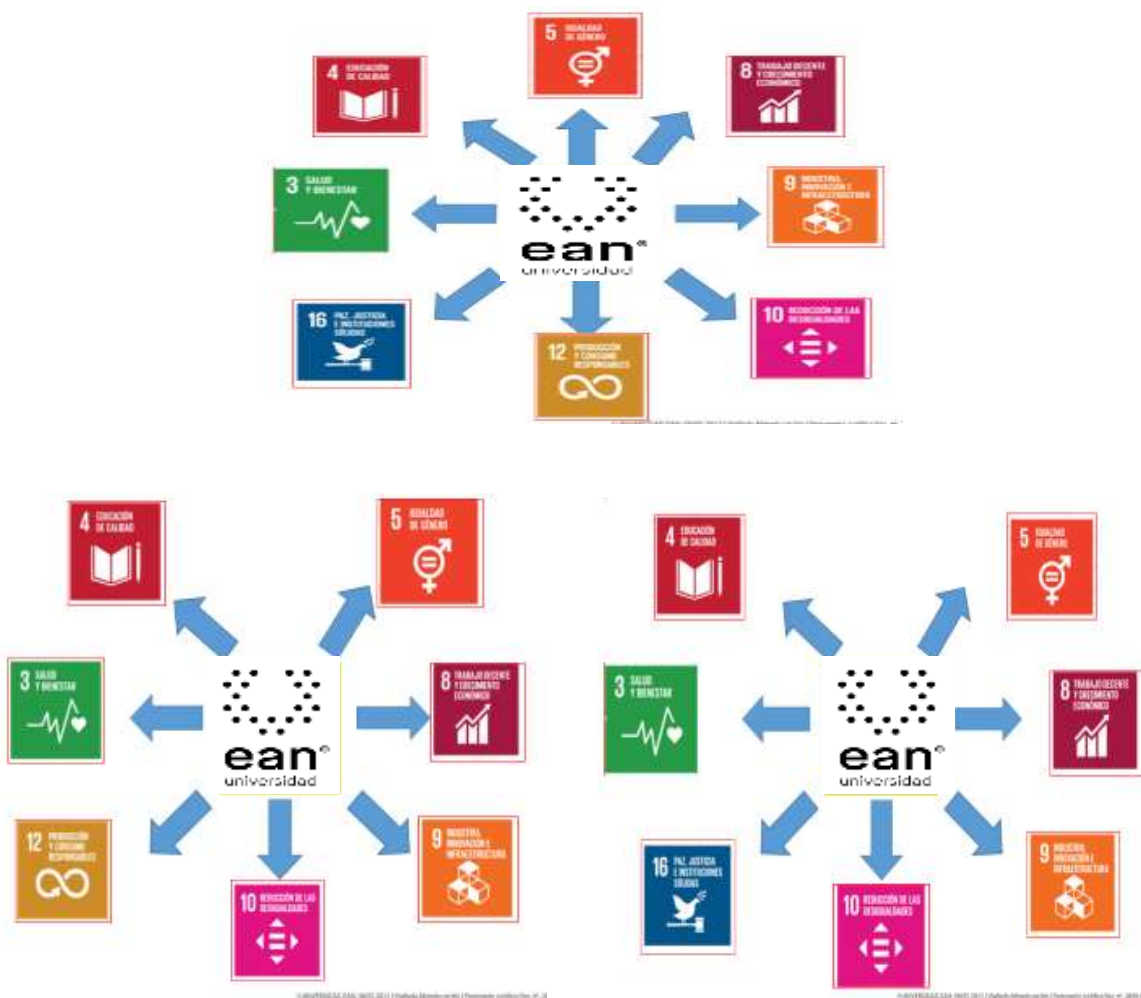 5 IGUALDAD
DE GÉNERO
4 EDUCACIÓN
DE CALIDAD
8 TRABAJO DECENTE
Y CRECIMIENTO
ECONÓMICO
3 SALUD
Y BIENESTAR
9 INDUSTRIA,
INNOVACIÓN E
INFRAESTRUCTURA
ean®
universidad
16 PAZ, JUSTICIA
E INSTITUCIONES
SÓLIDAS
12 PRODUCCIÓN
Y CONSUMO
RESPONSABLES
10 REDUCCIÓN DE LAS
DESIGUALDADES
4 EDUCACIÓN
DE CALIDAD
5 IGUALDAD
DE GÉNERO
3 SALUD
Y BIENESTAR
8 TRABAJO DECENTE
Y CRECIMIENTO
ECONÓMICO
ean®
universidad
12 PRODUCCIÓN
Y CONSUMO
RESPONSABLES
9 INDUSTRIA,
INNOVACIÓN E
INFRAESTRUCTURA
10 REDUCCIÓN DE LAS
DESIGUALDADES
4 EDUCACIÓN
DE CALIDAD
5 IGUALDAD
DE GÉNERO
3 SALUD
Y BIENESTAR
8 TRABAJO DECENTE
Y CRECIMIENTO
ECONÓMICO
ean®
universidad
16 PAZ, JUSTICIA
E INSTITUCIONES
SÓLIDAS
9 INDUSTRIA,
INNOVACIÓN E
INFRAESTRUCTURA
10 REDUCCIÓN DE LAS
DESIGUALDADES